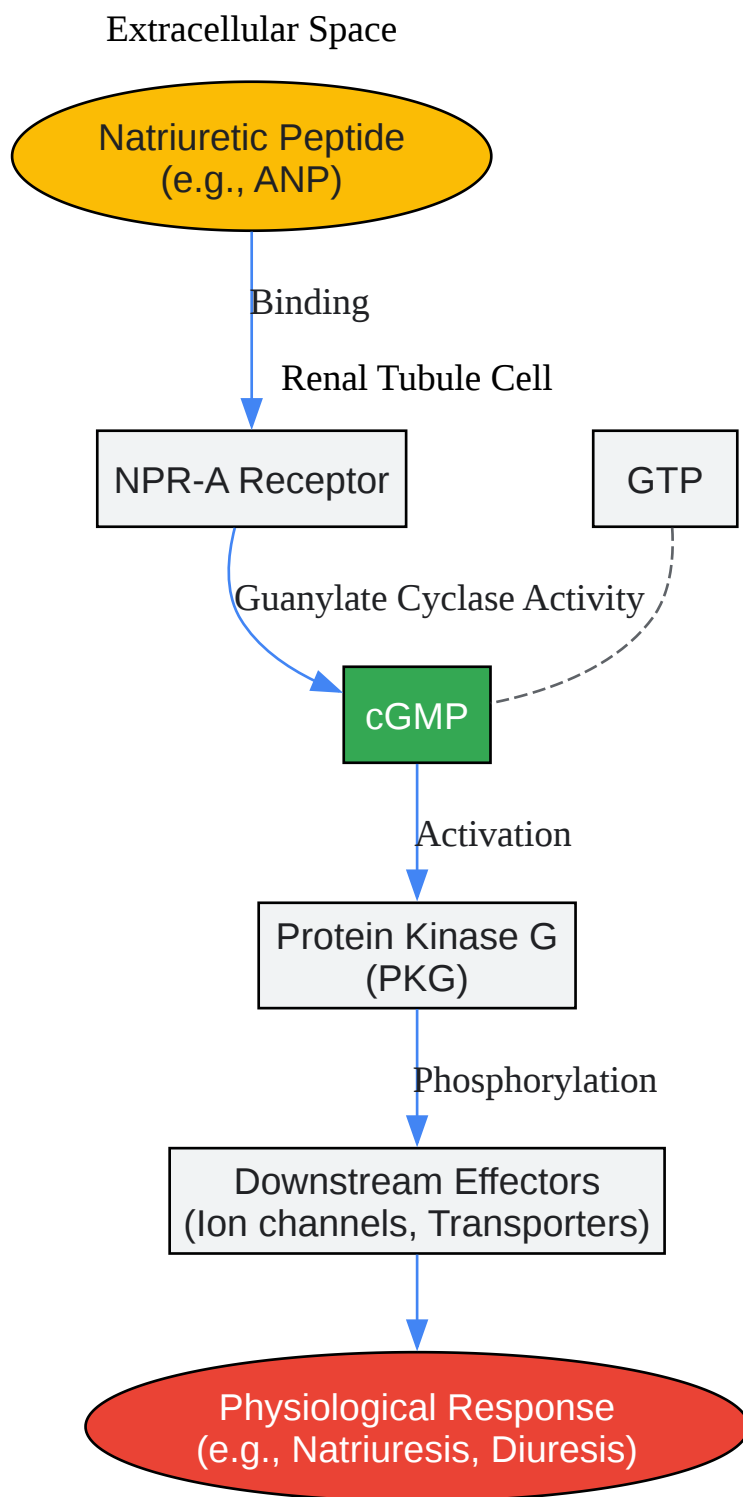 Extracellular Space
Natriuretic Peptide
(e.g., ANP)
Binding
Renal Tubule Cell
NPR-A Receptor
GTP
Guanylate Cyclase Activity
cGMP
Activation
Protein Kinase G
(PKG)
Phosphorylation
Downstream Effectors
(Ion channels, Transporters)
Physiological Response
(e.g., Natriuresis, Diuresis)